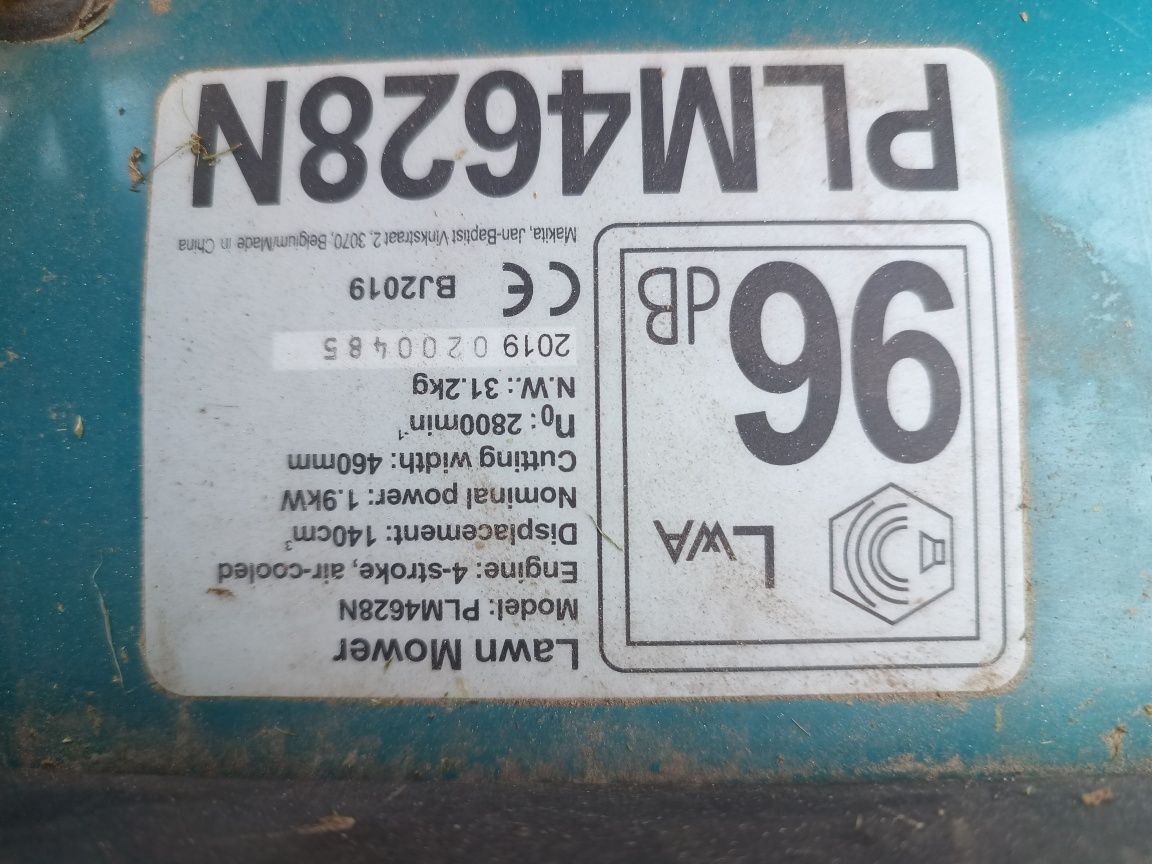 Lawn Mower
Model: PLM4628N
Engine: 4-stroke, air-cooled
Displacement: 140cm³
Nominal power: 1.9kW
Cutting width: 460mm
n₀: 2800min⁻¹
N.W.: 31.2kg
2019 0200485
CE BJ2019
Makita, Jan-Baptist Vinkstraat 2, 3070, Belgium/Made in China
LWA
96 dB
PLM4628N